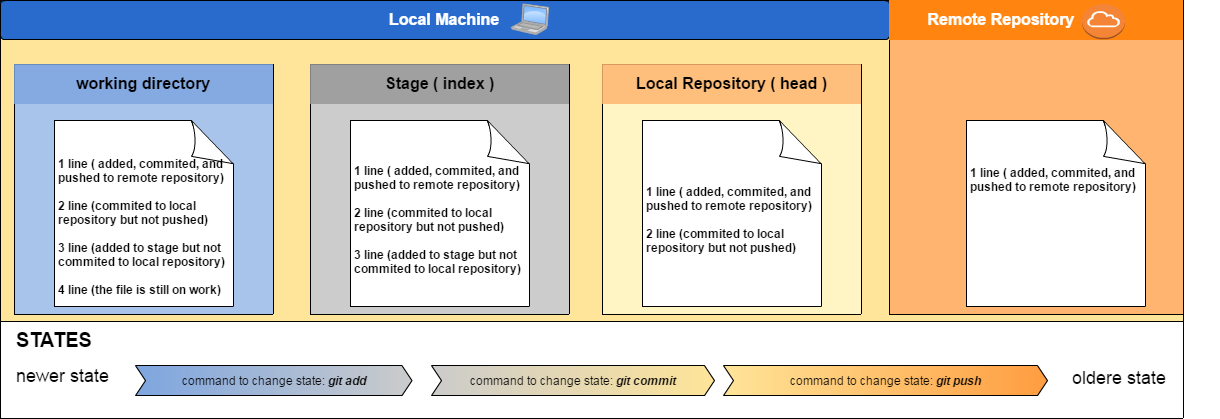 Local Machine
Remote Repository
working directory
1 line ( added, commited, and
pushed to remote repository)
2 line (commited to local
repository but not pushed)
3 line (added to stage but not
commited to local repository)
4 line (the file is still on work)
Stage ( index )
1 line ( added, commited, and
pushed to remote repository)
2 line (commited to local
repository but not pushed)
3 line (added to stage but not
commited to local repository)
Local Repository ( head )
1 line ( added, commited, and
pushed to remote repository)
2 line (commited to local
repository but not pushed)
1 line ( added, commited, and
pushed to remote repository)
STATES
newer state
command to change state: git add
command to change state: git commit
command to change state: git push
oldere state